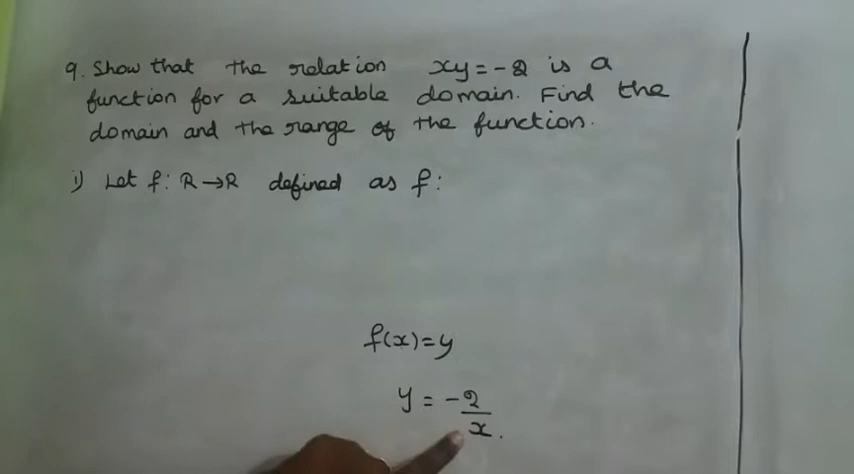 9. Show that the relation xy = -2 is a
function for a suitable domain. Find the
domain and the range of the function.
i) Let f: R→R defined as f:
f(x)=y
y = -2/x.